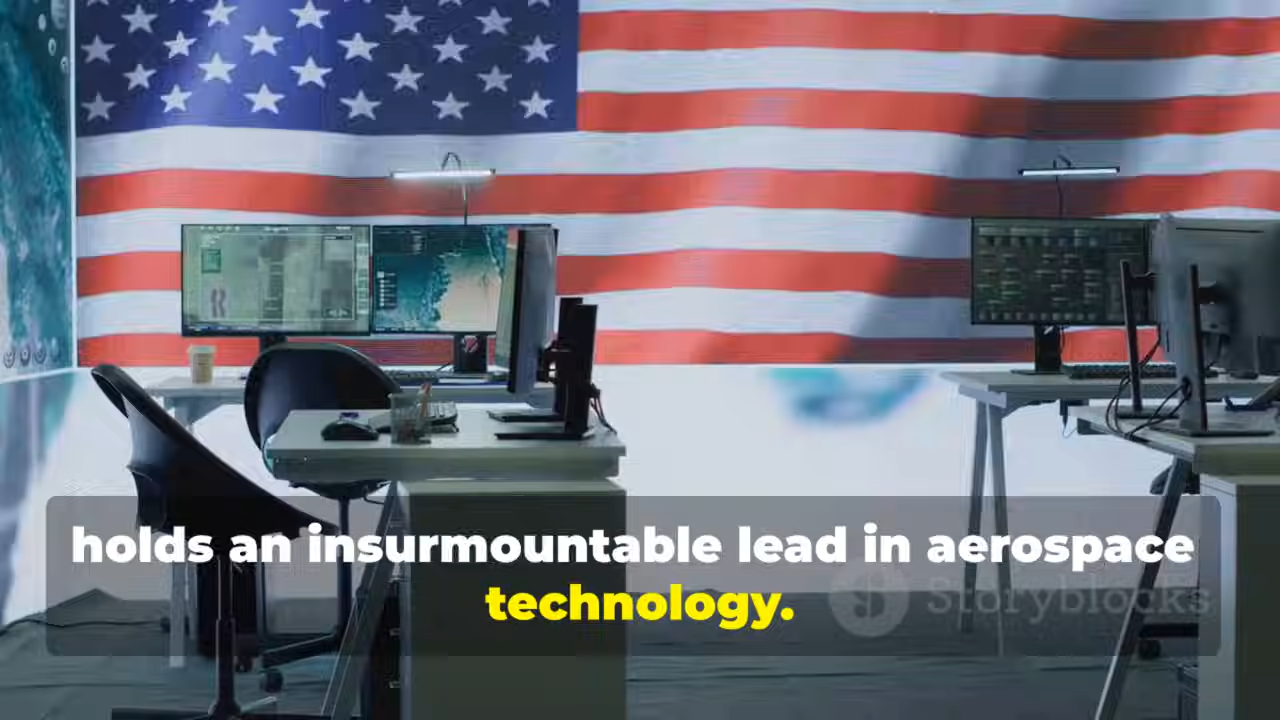 holds an insurmountable lead in aerospace
technology.
Storyblocks